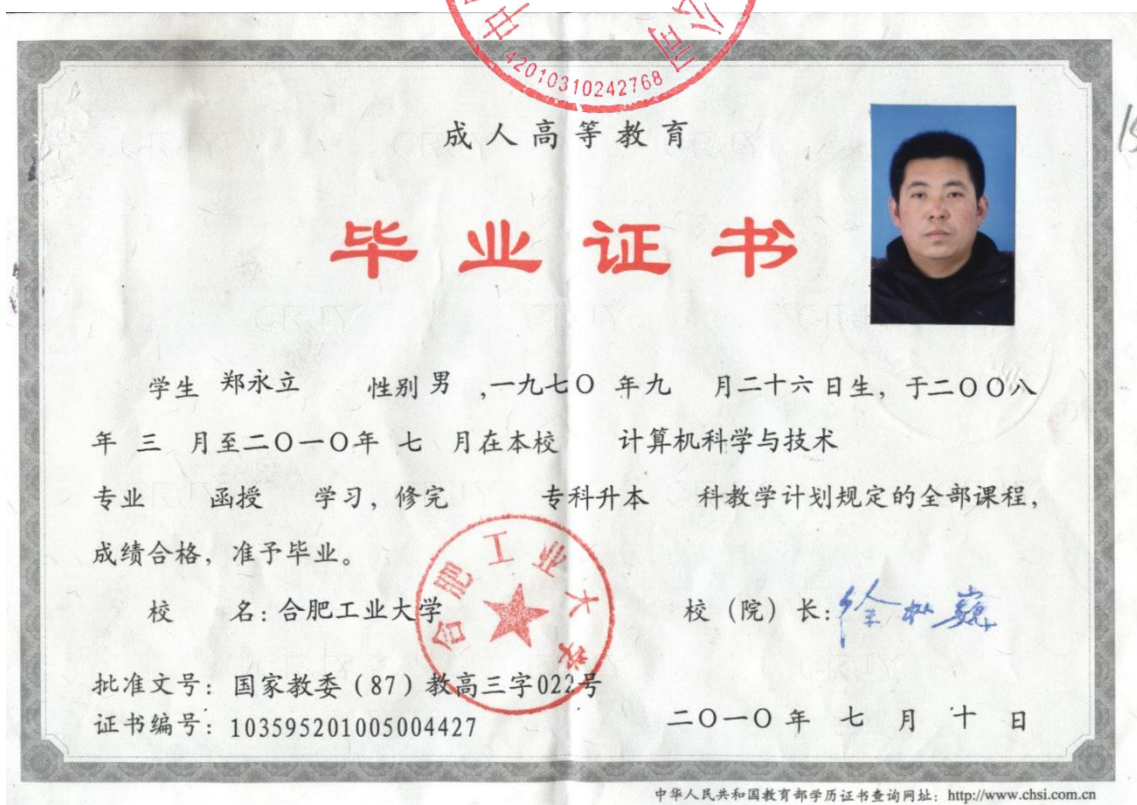 司
42010310242768
成人高等教育
毕业证书
学生 郑永立 性别 男 ,一九七〇 年九 月二十六 日生, 于二〇〇八
年 三 月至二〇一〇年 七 月在本校 计算机科学与技术
专业 函授 学习, 修完 专科升本 科教学计划规定的全部课程,
成绩合格, 准予毕业。
校 名: 合肥工业大学
合肥工业大学
校 (院) 长:
批准文号: 国家教委 (87) 教高三字022号
证书编号: 103595201005004427
二〇一〇 年 七 月 十 日
中华人民共和国教育部学历证书查询网址: http://www.chsi.com.cn